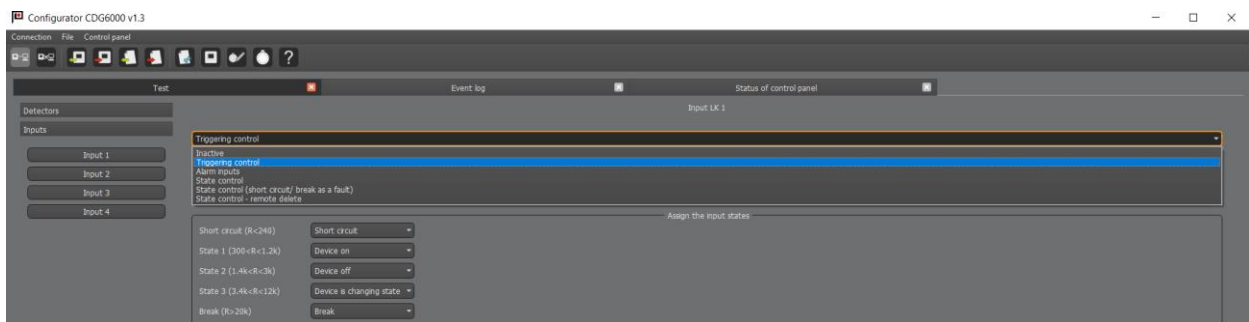 Configurator CDG6000 v1.3
Connection File Control panel
?
Test Event log Status of control panel
Detectors
Inputs
Input 1
Input 2
Input 3
Input 4
Input LK 1
Triggering control
Inactive
Triggering control
Alarm inputs
State control
State control (short circuit/ break as a fault)
State control - remote delete
Assign the input states
Short circuit (R<240) Short circuit
State 1 (300<R<1.2k) Device on
State 2 (1.4k<R<3k) Device off
State 3 (3.4k<R<12k) Device is changing state
Break (R>20k) Break